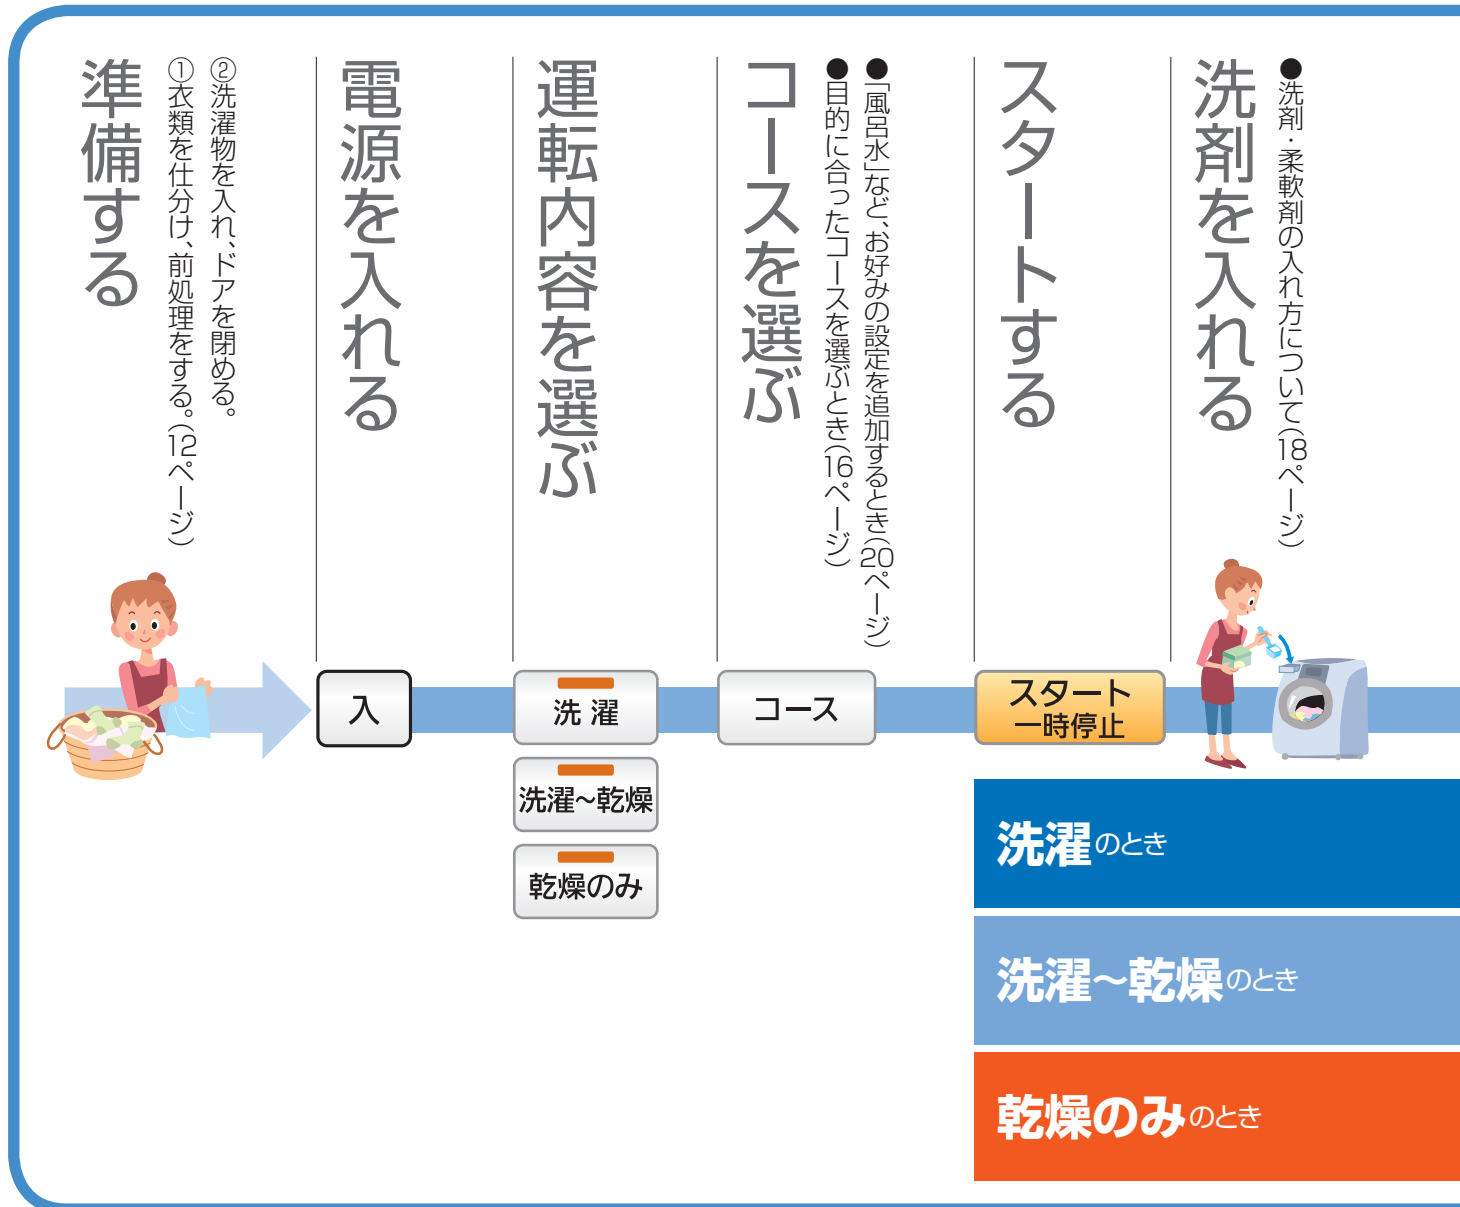 準備する
①衣類を仕分け、前処理をする。(12ページ)
②洗濯物を入れ、ドアを閉める。
電源を入れる
入
運転内容を選ぶ
洗濯
洗濯~乾燥
乾燥のみ
コースを選ぶ
●目的に合ったコースを選ぶとき(16ページ)
●「風呂水」など、お好みの設定を追加するとき(20ページ)
コース
スタートする
スタート
一時停止
洗剤を入れる
●洗剤・柔軟剤の入れ方について(18ページ)
洗濯のとき
洗濯~乾燥のとき
乾燥のみのとき